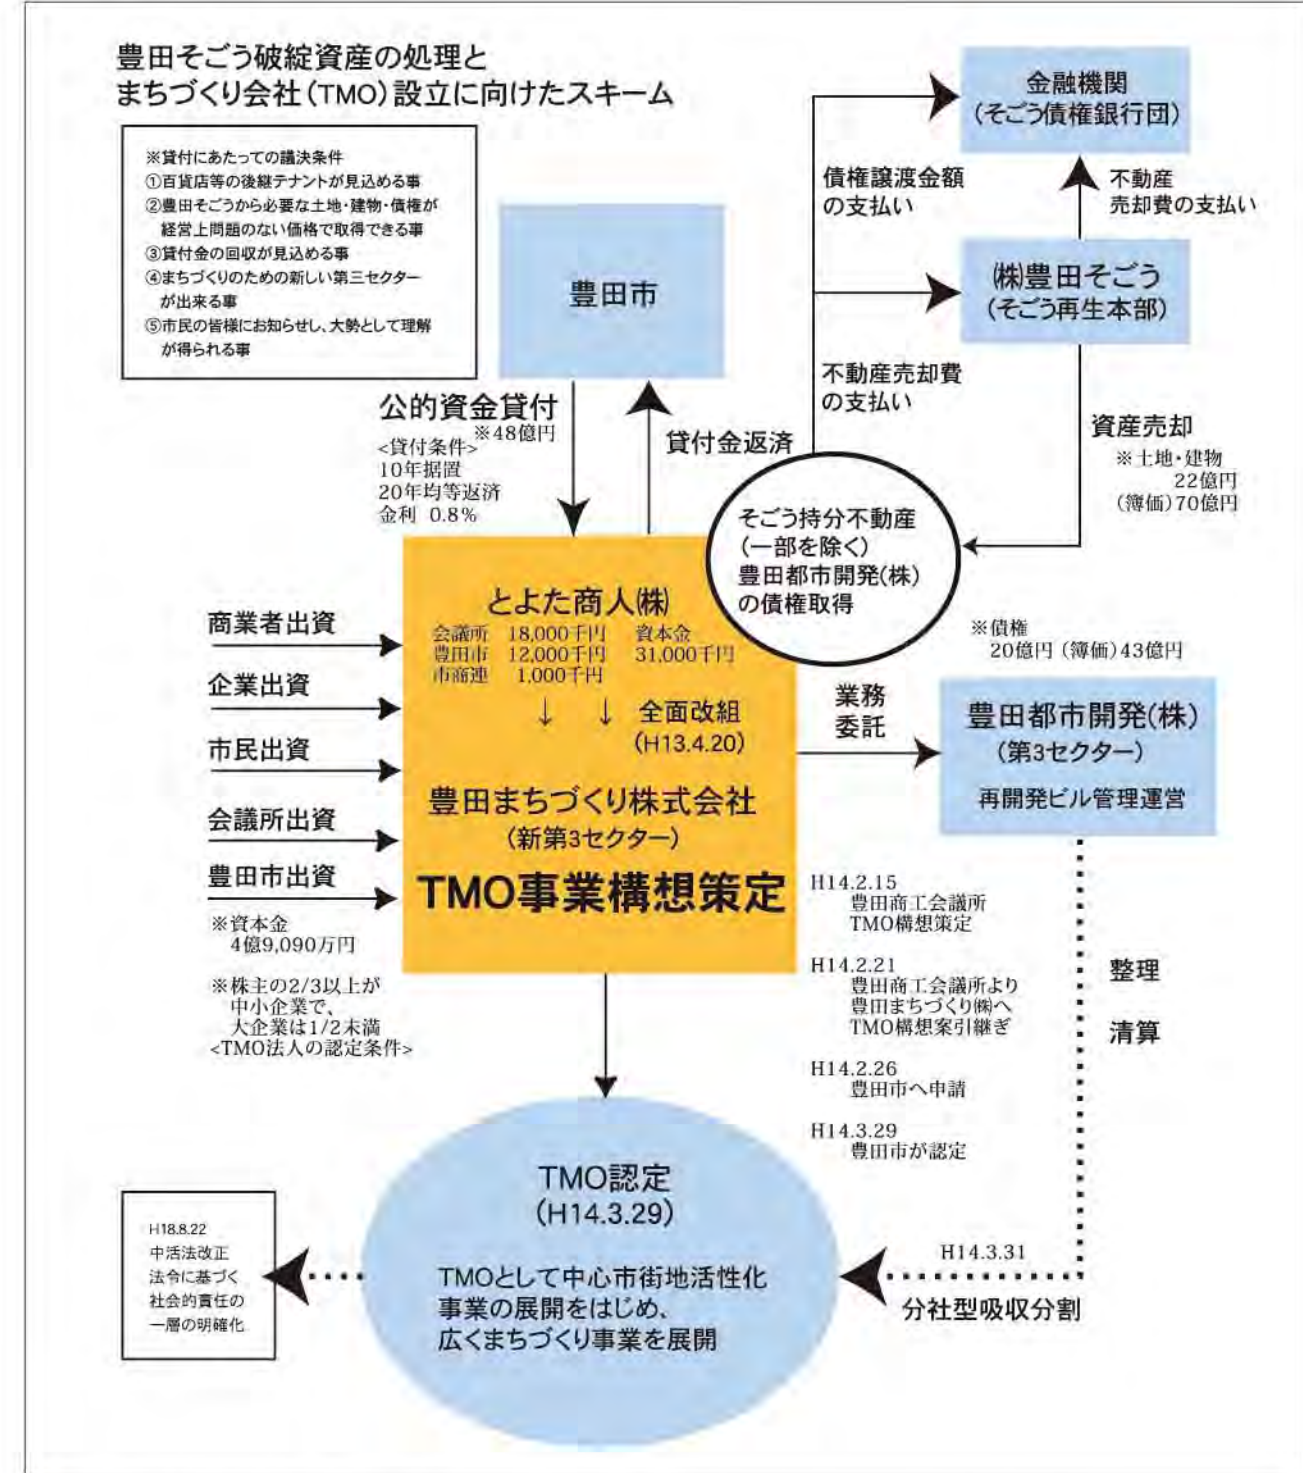 豊田そごう破綻資産の処理と
まちづくり会社（TMO）設立に向けたスキーム
※貸付にあたっての議決条件
①百貨店等の後継テナントが見込める事
②豊田そごうから必要な土地・建物・債権が
経営上問題のない価格で取得できる事
③貸付金の回収が見込める事
④まちづくりのための新しい第三セクター
が出来る事
⑤市民の皆様にお知らせし、大勢として理解
が得られる事
豊田市
金融機関
（そごう債権銀行団）
債権譲渡金額
の支払い
不動産
売却費の支払い
㈱豊田そごう
（そごう再生本部）
不動産売却費
の支払い
公的資金貸付
※48億円
<貸付条件>
10年据置
20年均等返済
金利 0.8%
貸付金返済
資産売却
※土地・建物
22億円
（簿価）70億円
そごう持分不動産
（一部を除く）
豊田都市開発(株)
の債権取得
※債権
20億円（簿価）43億円
とよた商人㈱
会議所 18,000千円 資本金
豊田市 12,000千円 31,000千円
市商連 1,000千円
↓ ↓ 全面改組
（H13.4.20）
豊田まちづくり株式会社
（新第3セクター）
TMO事業構想策定
商業者出資
企業出資
市民出資
会議所出資
豊田市出資
※資本金
4億9,090万円
※株主の2/3以上が
中小企業で、
大企業は1/2未満
<TMO法人の認定条件>
業務
委託
豊田都市開発(株)
（第3セクター）
再開発ビル管理運営
H14.2.15
豊田商工会議所
TMO構想策定
H14.2.21
豊田商工会議所より
豊田まちづくり㈱へ
TMO構想案引継ぎ
H14.2.26
豊田市へ申請
H14.3.29
豊田市が認定
整理
清算
H14.3.31
分社型吸収分割
TMO認定
（H14.3.29）
TMOとして中心市街地活性化
事業の展開をはじめ、
広くまちづくり事業を展開
H18.8.22
中活法改正
法令に基づく
社会的責任の
一層の明確化